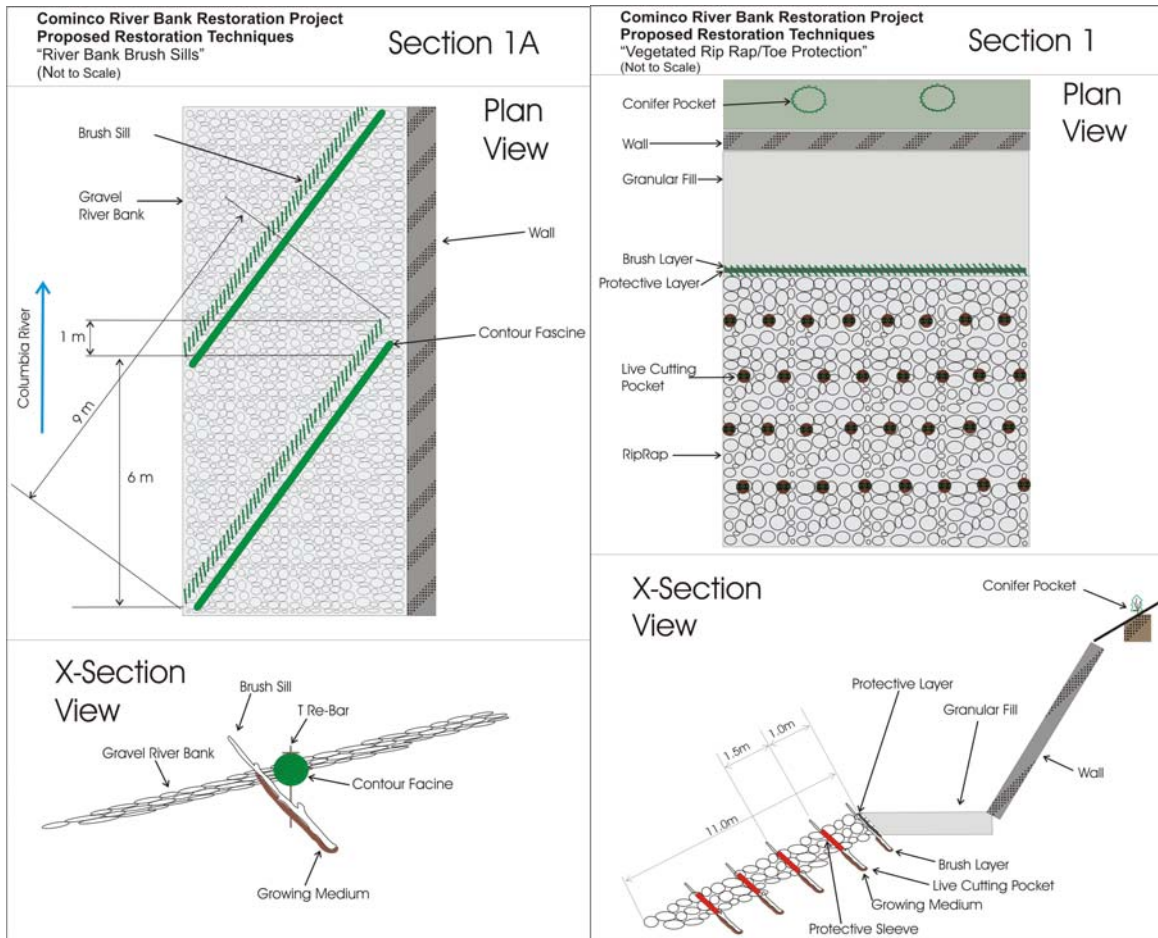 Cominco River Bank Restoration Project
Proposed Restoration Techniques
"River Bank Brush Sills"
(Not to Scale)
Section 1A
Plan
View
Brush Sill
Gravel
River Bank
Wall
Columbia River
1 m
Contour Fascine
9 m
6 m
X-Section
View
Brush Sill
T Re-Bar
Gravel River Bank
Contour Facine
Growing Medium
Cominco River Bank Restoration Project
Proposed Restoration Techniques
"Vegetated Rip Rap/Toe Protection"
(Not to Scale)
Section 1
Plan
View
Conifer Pocket
Wall
Granular Fill
Brush Layer
Protective Layer
Live Cutting
Pocket
RipRap
X-Section
View
Conifer Pocket
Protective Layer
Granular Fill
1.0m
1.5m
Wall
11.0m
Brush Layer
Live Cutting Pocket
Growing Medium
Protective Sleeve